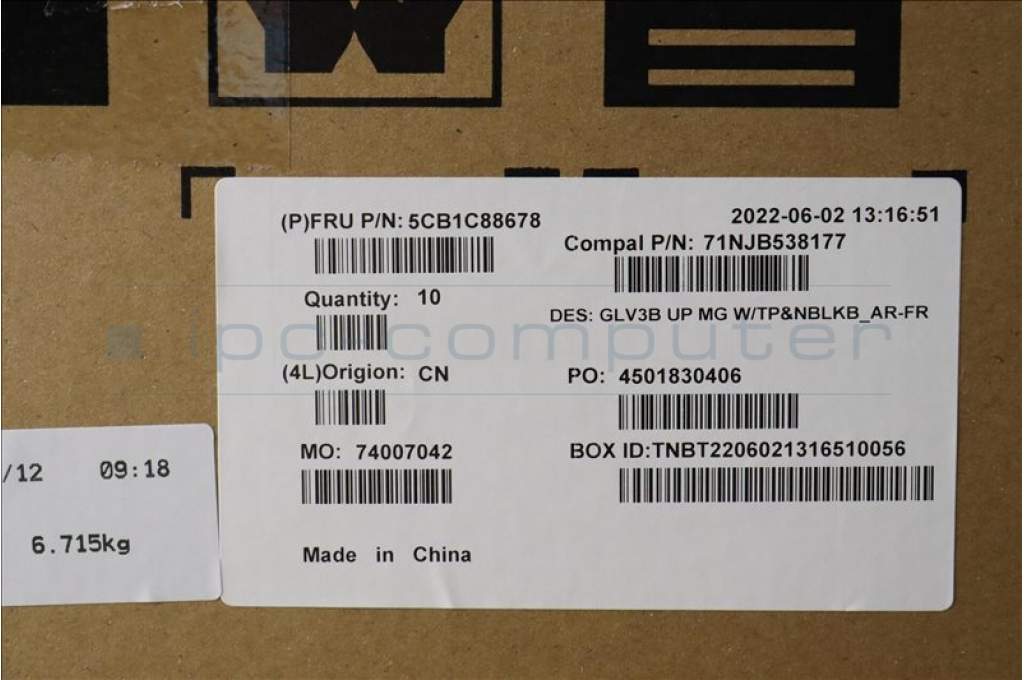 (P)FRU P/N: 5CB1C88678
2022-06-02 13:16:51
Compal P/N: 71NJB538177
Quantity: 10
DES: GLV3B UP MG W/TP&NBLKB_AR-FR
ipc-computer
(4L)Origion: CN
PO: 4501830406
MO: 74007042
BOX ID:TNBT2206021316510056
Made in China
/12 09:18
6.715kg